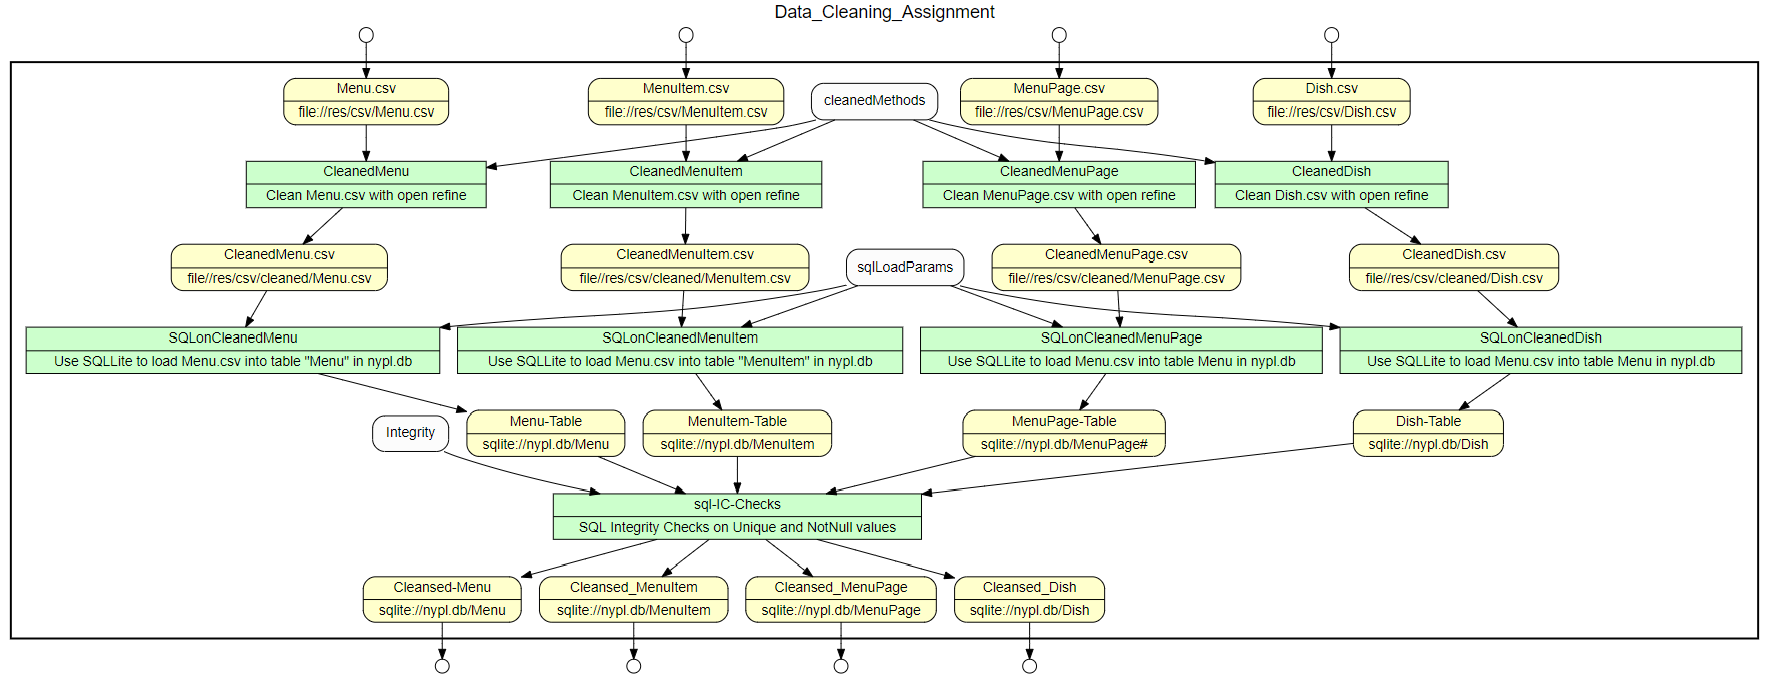 Data_Cleaning_Assignment
Menu.csv
file://res/csv/Menu.csv
MenuItem.csv
file://res/csv/MenuItem.csv
cleanedMethods
MenuPage.csv
file://res/csv/MenuPage.csv
Dish.csv
file://res/csv/Dish.csv
CleanedMenu
Clean Menu.csv with open refine
CleanedMenuItem
Clean MenuItem.csv with open refine
CleanedMenuPage
Clean MenuPage.csv with open refine
CleanedDish
Clean Dish.csv with open refine
CleanedMenu.csv
file//res/csv/cleaned/Menu.csv
CleanedMenuItem.csv
file//res/csv/cleaned/MenuItem.csv
sqlLoadParams
CleanedMenuPage.csv
file//res/csv/cleaned/MenuPage.csv
CleanedDish.csv
file//res/csv/cleaned/Dish.csv
SQLonCleanedMenu
Use SQLLite to load Menu.csv into table "Menu" in nypl.db
SQLonCleanedMenuItem
Use SQLLite to load Menu.csv into table "MenuItem" in nypl.db
SQLonCleanedMenuPage
Use SQLLite to load Menu.csv into table Menu in nypl.db
SQLonCleanedDish
Use SQLLite to load Menu.csv into table Menu in nypl.db
Integrity
Menu-Table
sqlite://nypl.db/Menu
MenuItem-Table
sqlite://nypl.db/MenuItem
MenuPage-Table
sqlite://nypl.db/MenuPage#
Dish-Table
sqlite://nypl.db/Dish
sql-IC-Checks
SQL Integrity Checks on Unique and NotNull values
Cleansed-Menu
sqlite://nypl.db/Menu
Cleansed_MenuItem
sqlite://nypl.db/MenuItem
Cleansed_MenuPage
sqlite://nypl.db/MenuPage
Cleansed_Dish
sqlite://nypl.db/Dish